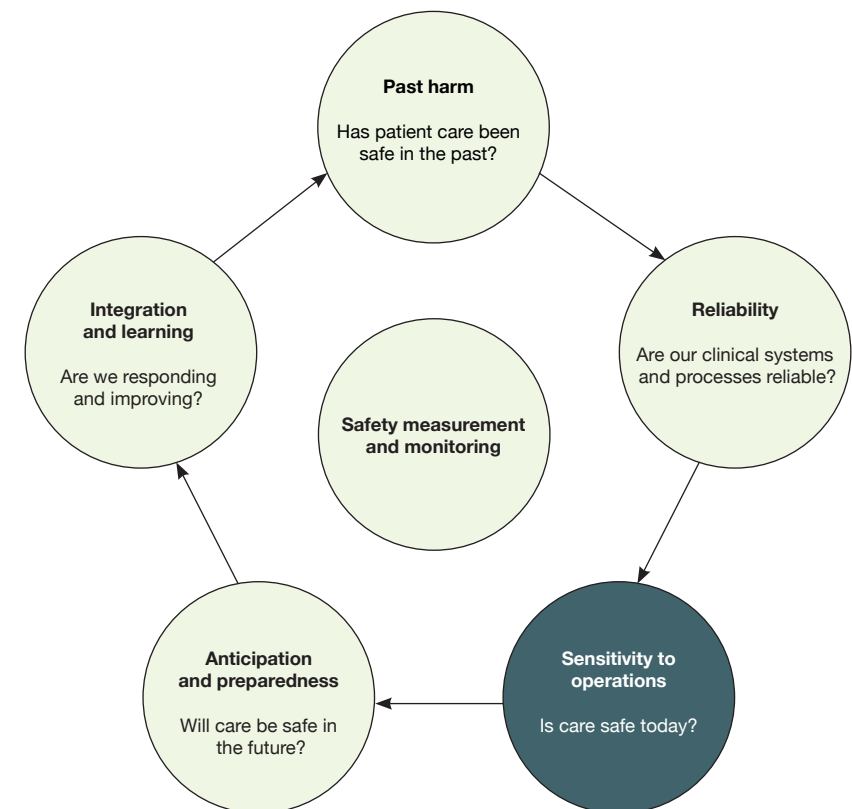 Past harm
Has patient care been
safe in the past?
Integration
and learning
Are we responding
and improving?
Reliability
Are our clinical systems
and processes reliable?
Safety measurement
and monitoring
Anticipation
and preparedness
Will care be safe in
the future?
Sensitivity to
operations
Is care safe today?